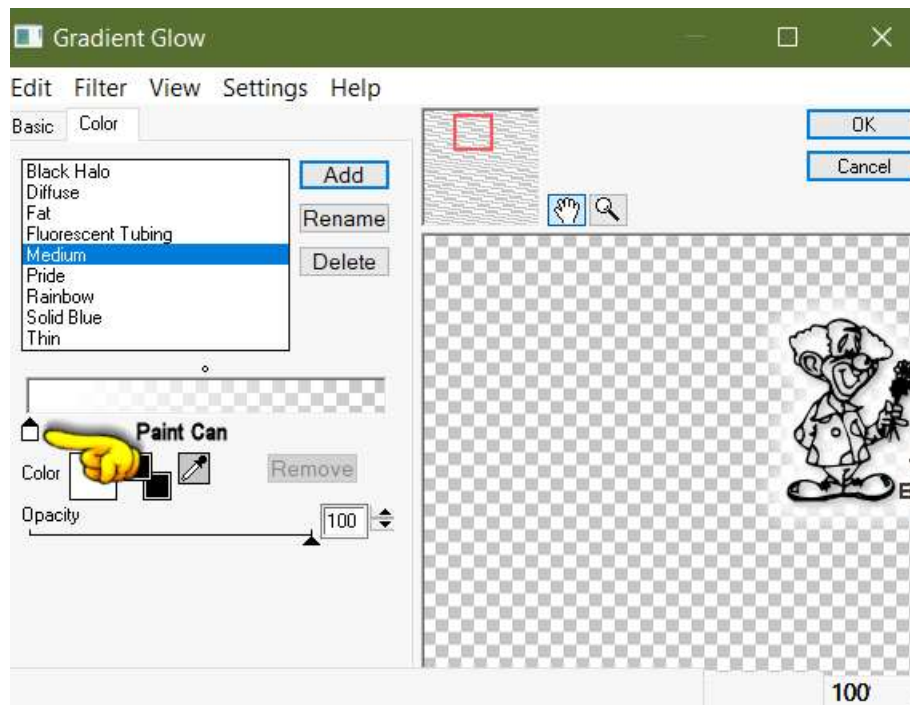 Gradient Glow
Edit Filter View Settings Help
Basic Color
OK
Cancel
Black Halo
Diffuse
Fat
Fluorescent Tubing
Medium
Pride
Rainbow
Solid Blue
Thin
Add
Rename
Delete
Paint Can
Color
Remove
Opacity
100
E
100